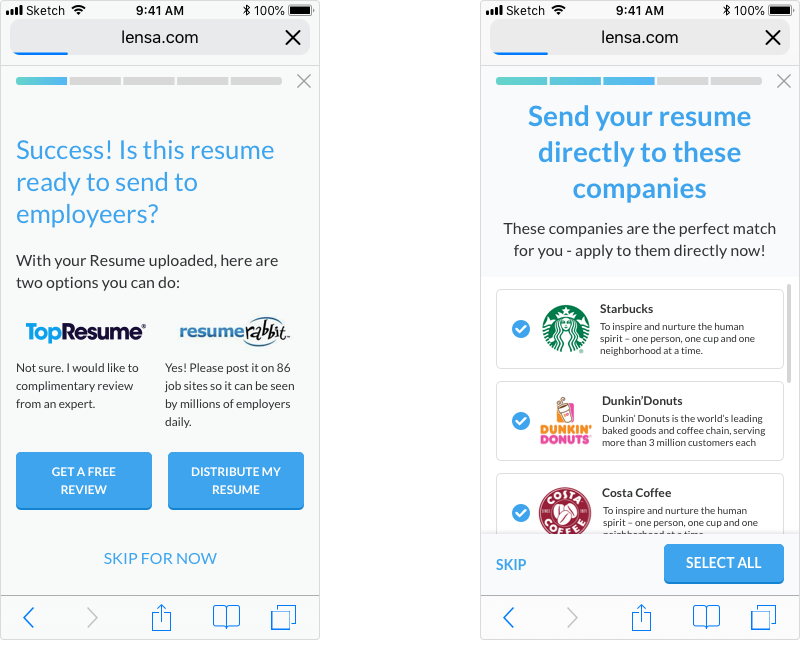 Sketch 9:41 AM 100%
lensa.com
Success! Is this resume
ready to send to
employeers?
With your Resume uploaded, here are
two options you can do:
TopResume
Not sure. I would like to
complimentary review
from an expert.
GET A FREE
REVIEW
resumerabbit
Yes! Please post it on 86
job sites so it can be seen
by millions of employers
daily.
DISTRIBUTE MY
RESUME
SKIP FOR NOW
Sketch 9:41 AM 100%
lensa.com
Send your resume
directly to these
companies
These companies are the perfect match
for you - apply to them directly now!
Starbucks
To inspire and nurture the human
spirit – one person, one cup and one
neighborhood at a time.
DUNKIN'
DONUTS
Dunkin'Donuts
Dunkin' Donuts is the world's leading
baked goods and coffee chain, serving
more than 3 million customers each
COSTA
COFFEE
Costa Coffee
To inspire and nurture the human
spirit – one person, one cup and one
neighborhood at a time.
SKIP
SELECT ALL